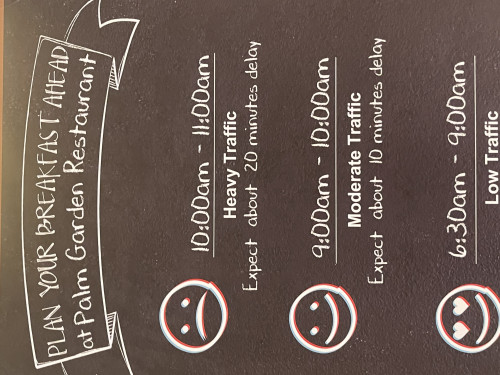 PLAN YOUR BREAKFAST AHEAD
at Palm Garden Restaurant
10:00am - 11:00am
Heavy Traffic
Expect about 20 minutes delay
9:00am - 10:00am
Moderate Traffic
Expect about 10 minutes delay
6:30am - 9:00am
Low Traffic